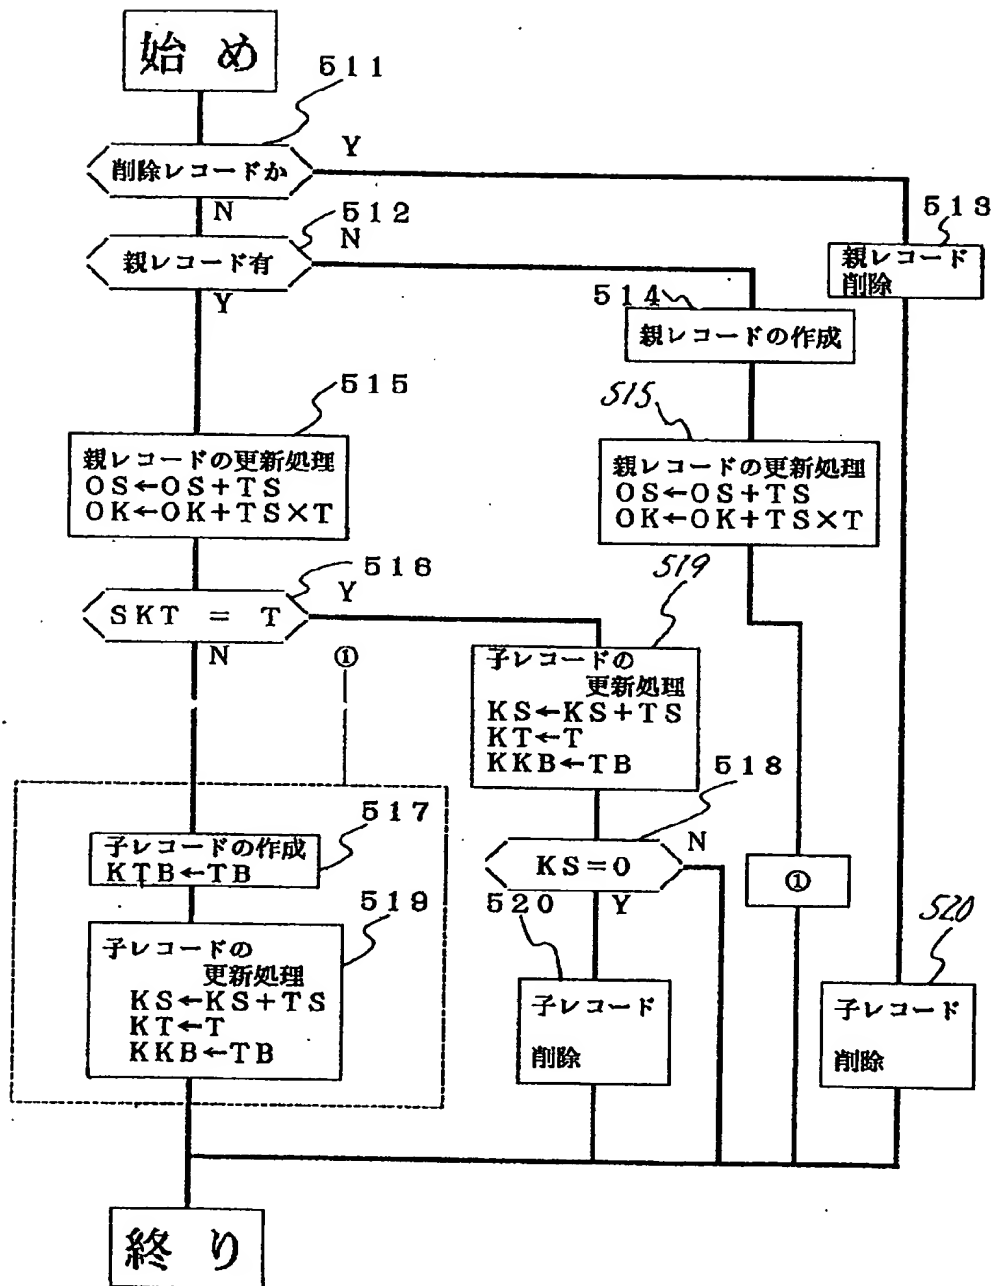 始 め
511
削除レコードか
Y
N
512
親レコード有
N
Y
513
親レコード
削除
514
親レコードの作成
515
親レコードの更新処理
OS←OS+TS
OK←OK+TS×T
515
親レコードの更新処理
OS←OS+TS
OK←OK+TS×T
516
SKT = T
Y
N
①
519
子レコードの
更新処理
KS←KS+TS
KT←T
KKB←TB
518
KS=0
N
Y
517
子レコードの作成
KTB←TB
519
子レコードの
更新処理
KS←KS+TS
KT←T
KKB←TB
①
520
子レコード
削除
520
子レコード
削除
終 り